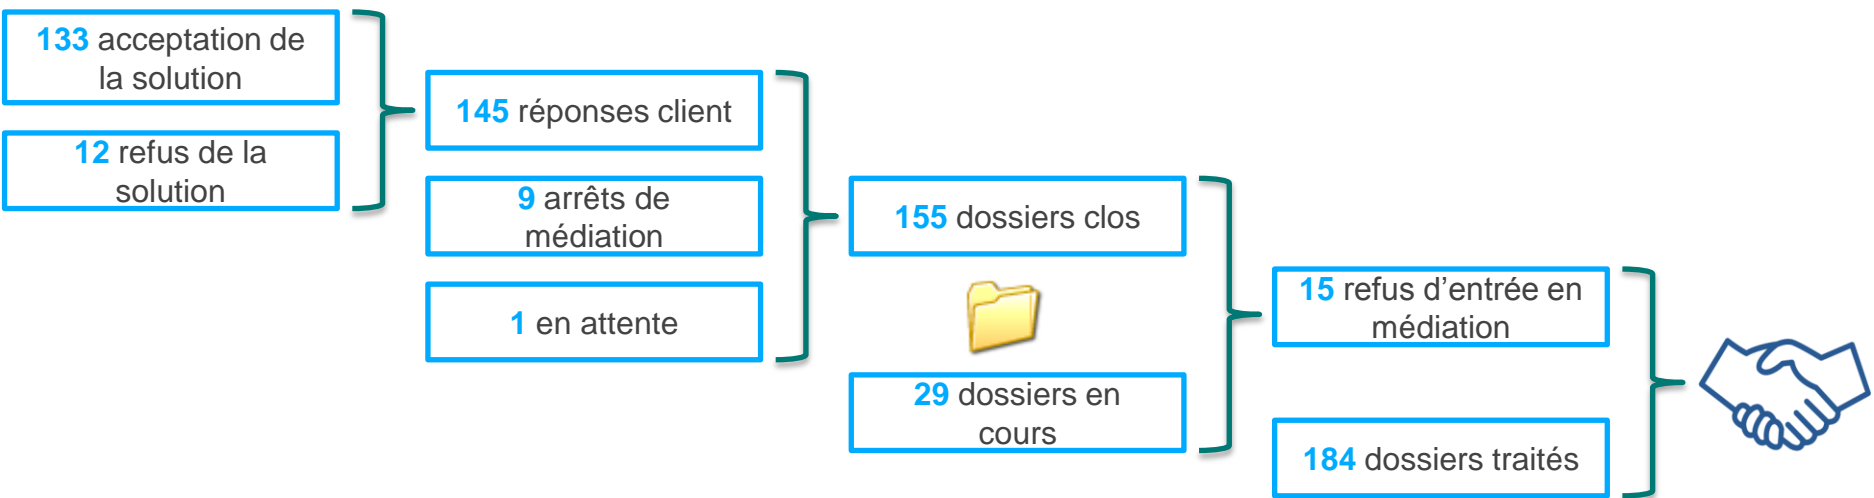 133 acceptation de
la solution
12 refus de la
solution
145 réponses client
9 arrêts de
médiation
1 en attente
155 dossiers clos
29 dossiers en
cours
15 refus d’entrée en
médiation
184 dossiers traités